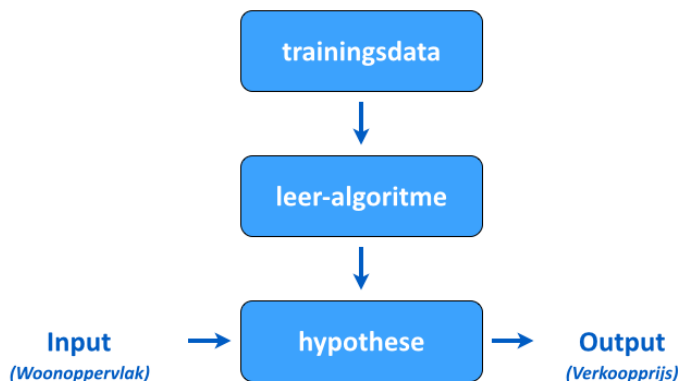 trainingsdata
leer-algoritme
Input
(Woonoppervlak)
hypothese
Output
(Verkoopprijs)